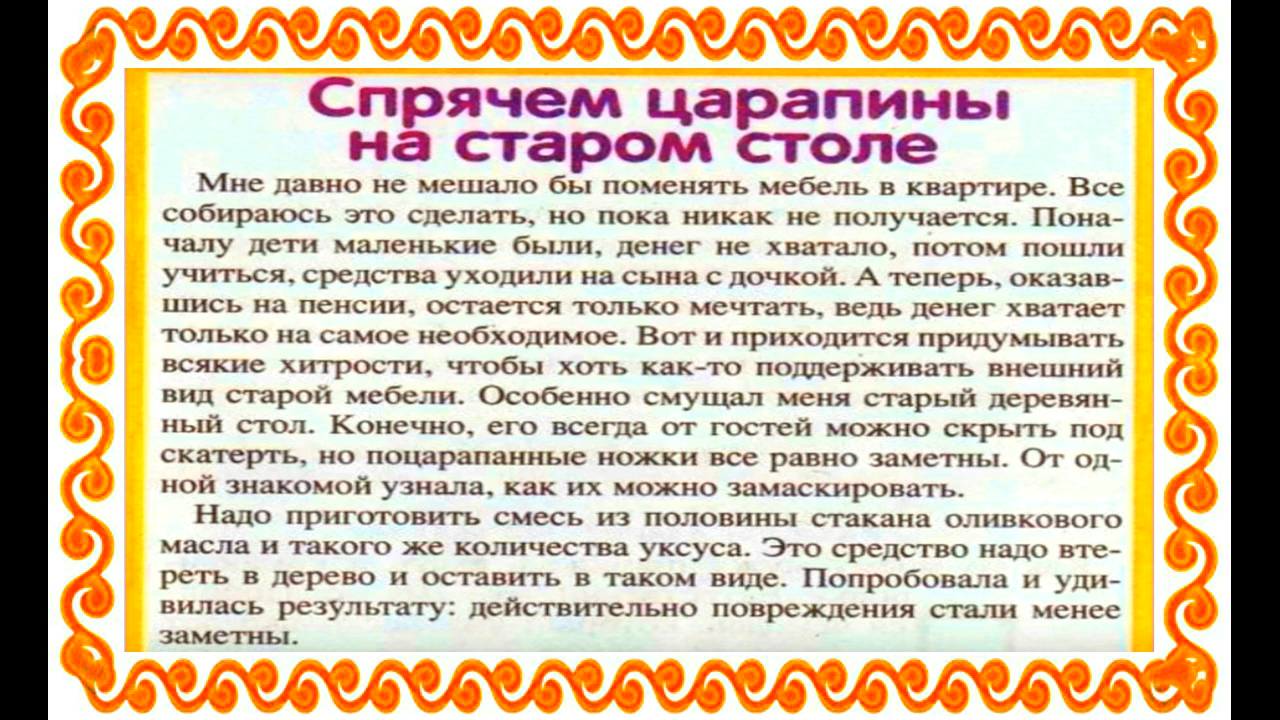 Спрячем царапины
на старом столе
Мне давно не мешало бы поменять мебель в квартире. Все
собираюсь это сделать, но пока никак не получается. Пона-
чалу дети маленькие были, денег не хватало, потом пошли
учиться, средства уходили на сына с дочкой. А теперь, оказав-
шись на пенсии, остается только мечтать, ведь денег хватает
только на самое необходимое. Вот и приходится придумывать
всякие хитрости, чтобы хоть как-то поддерживать внешний
вид старой мебели. Особенно смущал меня старый деревян-
ный стол. Конечно, его всегда от гостей можно скрыть под
скатерть, но поцарапанные ножки все равно заметны. От од-
ной знакомой узнала, как их можно замаскировать.
Надо приготовить смесь из половины стакана оливкового
масла и такого же количества уксуса. Это средство надо вте-
реть в дерево и оставить в таком виде. Попробовала и уди-
вилась результату: действительно повреждения стали менее
заметны.